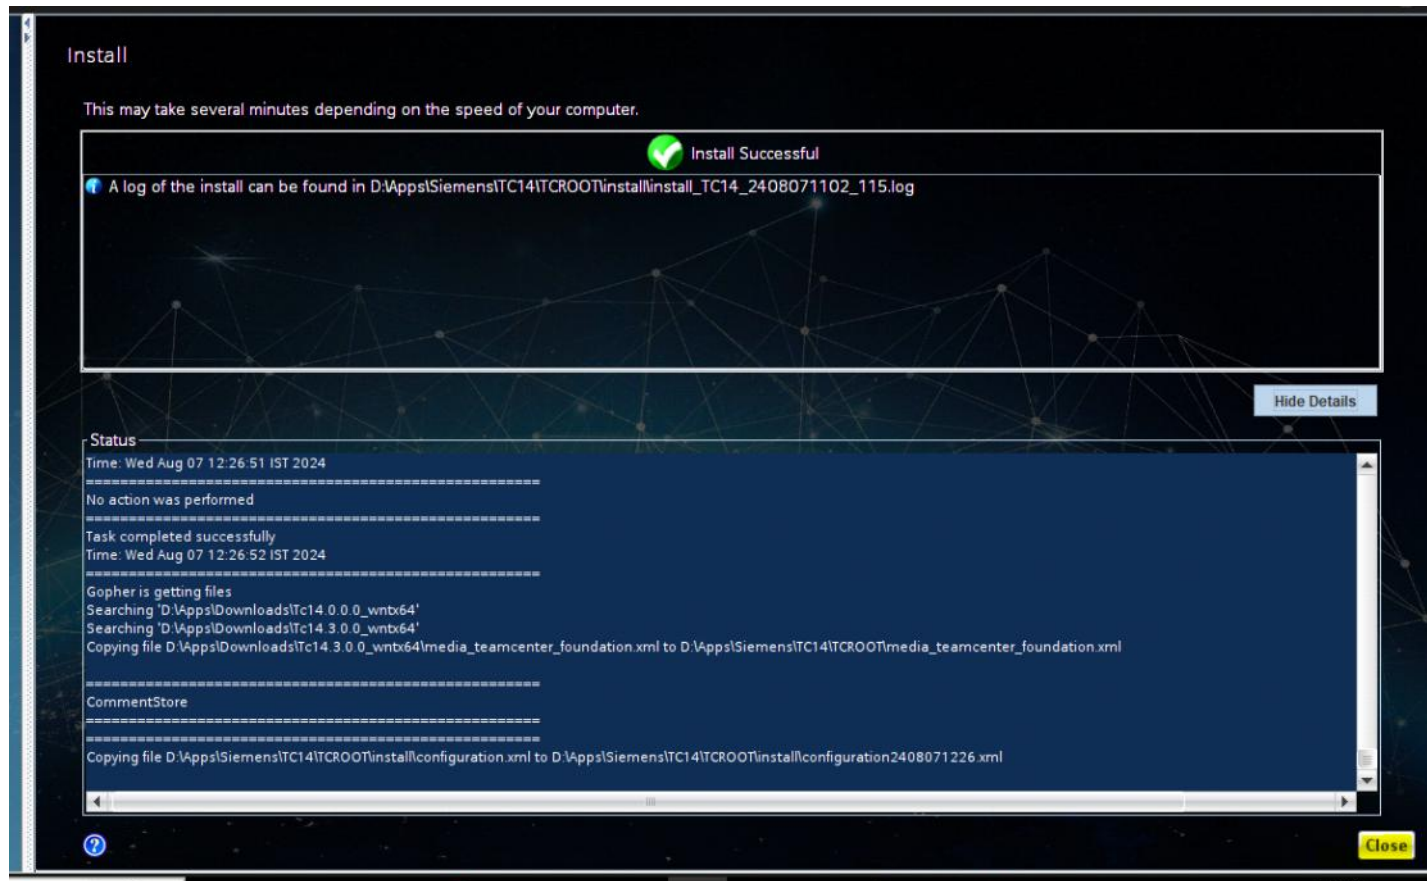 Install
This may take several minutes depending on the speed of your computer.
Install Successful
A log of the install can be found in D:\Apps\Siemens\TC14\TCROOT\install\install_TC14_2408071102_115.log
Hide Details
Status
Time: Wed Aug 07 12:26:51 IST 2024
====================================================
No action was performed
====================================================
Task completed successfully
Time: Wed Aug 07 12:26:52 IST 2024
====================================================
Gopher is getting files
Searching 'D:\Apps\Downloads\Tc14.0.0.0_wntx64'
Searching 'D:\Apps\Downloads\Tc14.3.0.0_wntx64'
Copying file D:\Apps\Downloads\Tc14.3.0.0_wntx64\media_teamcenter_foundation.xml to D:\Apps\Siemens\TC14\TCROOT\media_teamcenter_foundation.xml
====================================================
CommentStore
====================================================
====================================================
Copying file D:\Apps\Siemens\TC14\TCROOT\install\configuration.xml to D:\Apps\Siemens\TC14\TCROOT\install\configuration2408071226.xml
?
Close